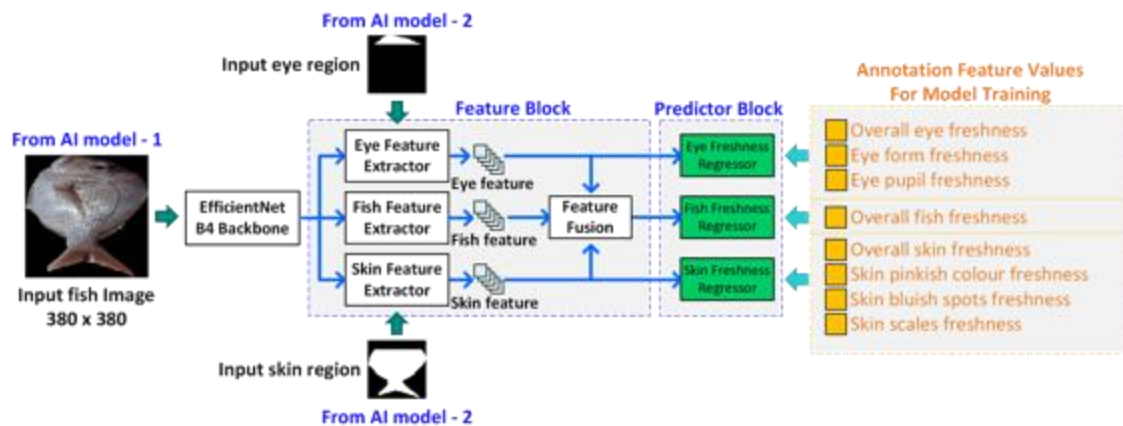 From AI model - 2
Input eye region
Annotation Feature Values
For Model Training
Feature Block
Predictor Block
From AI model - 1
Input fish Image
380 x 380
EfficientNet
B4 Backbone
Eye Feature
Extractor
Eye feature
Fish Feature
Extractor
Fish feature
Skin Feature
Extractor
Skin feature
Feature
Fusion
Eye Freshness
Regressor
Fish Freshness
Regressor
Skin Freshness
Regressor
Overall eye freshness
Eye form freshness
Eye pupil freshness
Overall fish freshness
Overall skin freshness
Skin pinkish colour freshness
Skin bluish spots freshness
Skin scales freshness
Input skin region
From AI model - 2